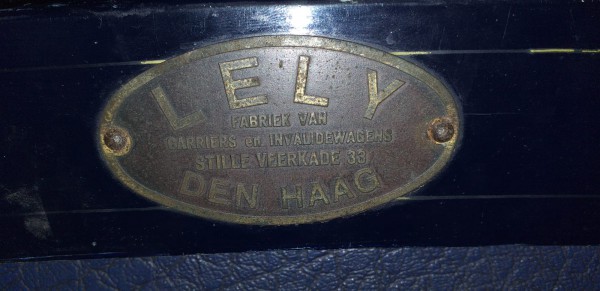 LELY
FABRIEK VAN
CARRIERS en INVALIDEWAGENS
STILLE VEERKADE 33
DEN HAAG